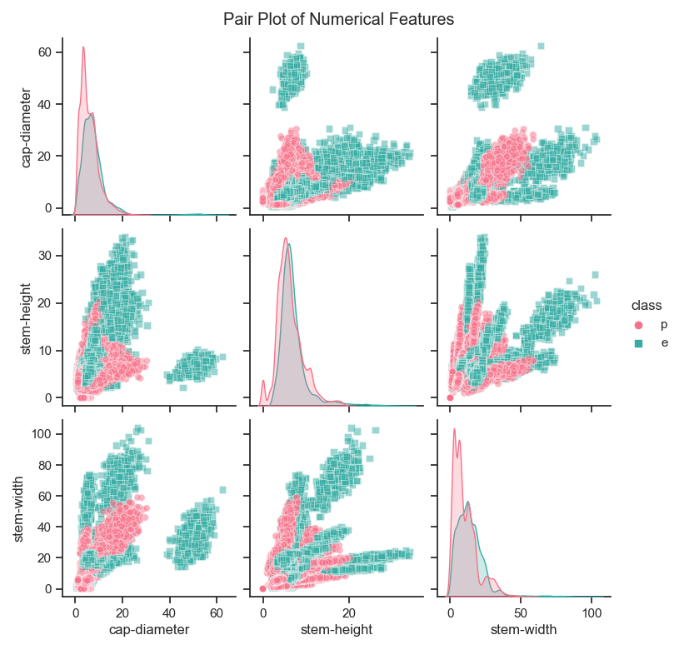 Pair Plot of Numerical Features
60
40
20
0
cap-diameter
30
20
10
0
stem-height
100
80
60
40
20
0
stem-width
0 20 40 60
cap-diameter
0 20
stem-height
0 50 100
stem-width
class
p
e